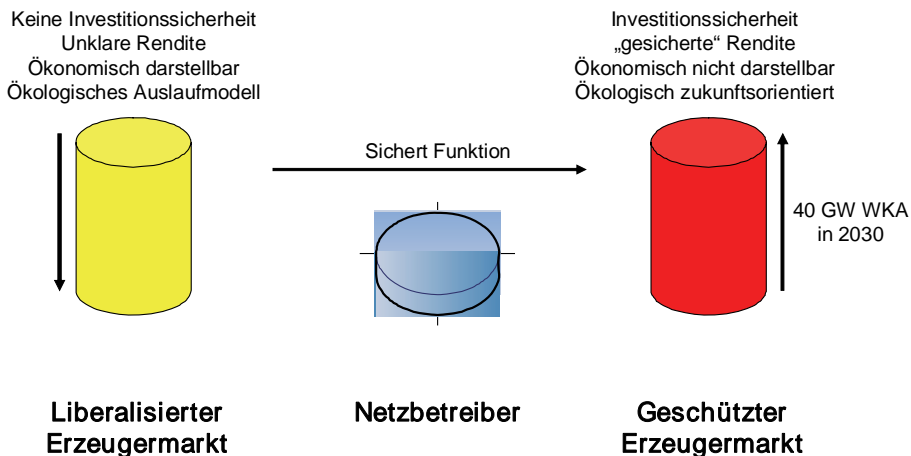 Keine Investitionssicherheit
Unklare Rendite
Ökonomisch darstellbar
Ökologisches Auslaufmodell
Investitionssicherheit
„gesicherte“ Rendite
Ökonomisch nicht darstellbar
Ökologisch zukunftsorientiert
Sichert Funktion
40 GW WKA
in 2030
Liberalisierter
Erzeugermarkt
Netzbetreiber
Geschützter
Erzeugermarkt